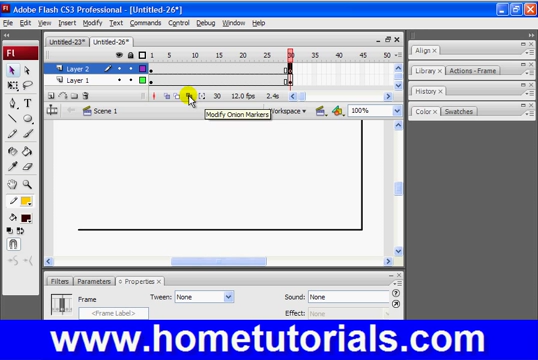 Adobe Flash CS3 Professional - [Untitled-26*]
File Edit View Insert Modify Text Commands Control Debug Window Help
Untitled-23* Untitled-26*
1 5 10 15 20 25 30 35 40 45 50
Layer 2
Layer 1
30 12.0 fps 2.4s
Scene 1 Workspace 100%
Modify Onion Markers
Align ×
Library × Actions - Frame
History ×
Color × Swatches
Fl
Filters Parameters Properties ×
Frame Tween: None Sound: None
<Frame Label> Effect: None
www.hometutorials.com